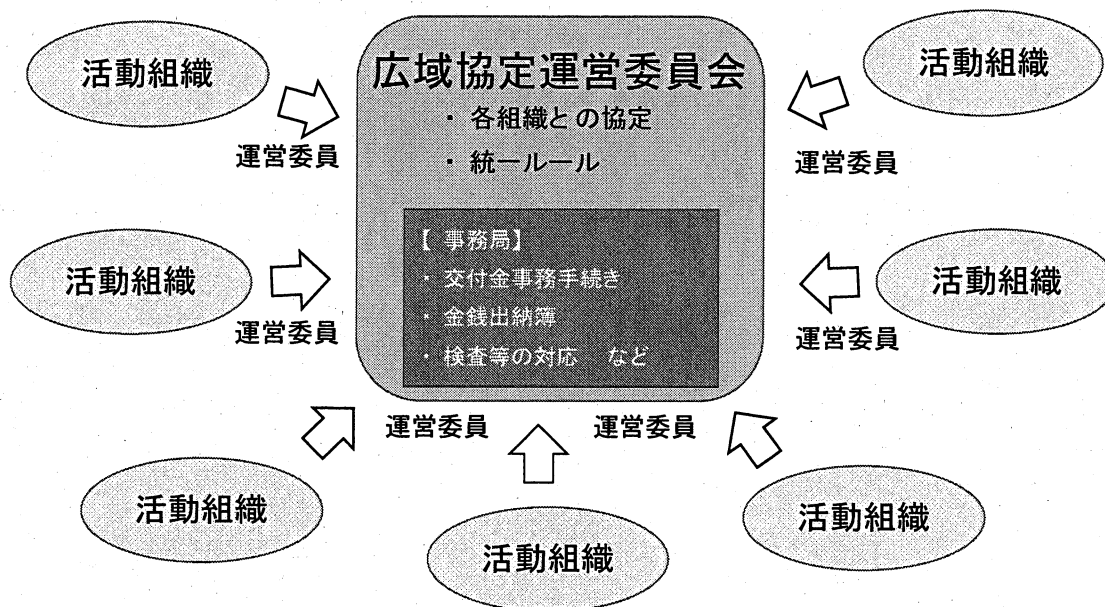 活動組織
広域協定運営委員会
活動組織
・各組織との協定
運営委員
・統一ルール
運営委員
【 事務局】
・交付金事務手続き
・金銭出納簿
・検査等の対応　など
活動組織
運営委員
活動組織
運営委員
運営委員
運営委員
活動組織
活動組織
活動組織